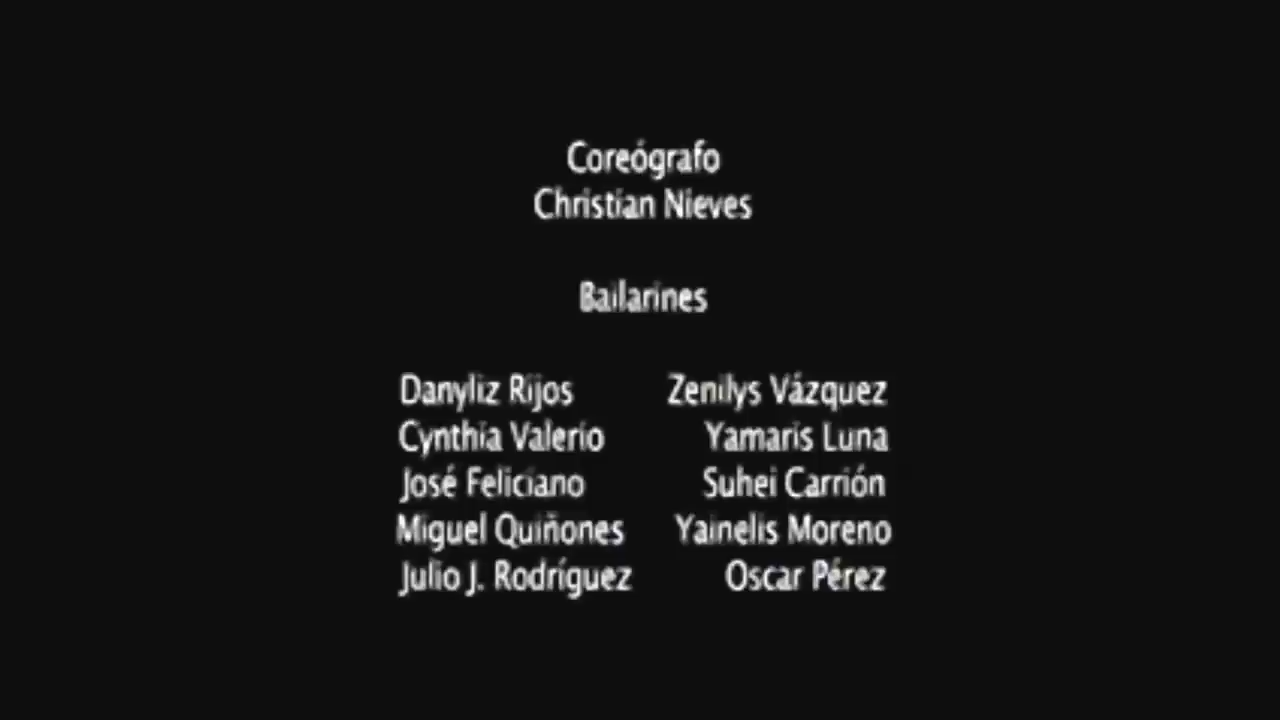 Coreógrafo
Christian Nieves
Bailarines
Danyliz Rijos Zenilys Vázquez
Cynthia Valerio Yamaris Luna
José Feliciano Suhei Carrión
Miguel Quiñones Yainelis Moreno
Julio J. Rodríguez Oscar Pérez